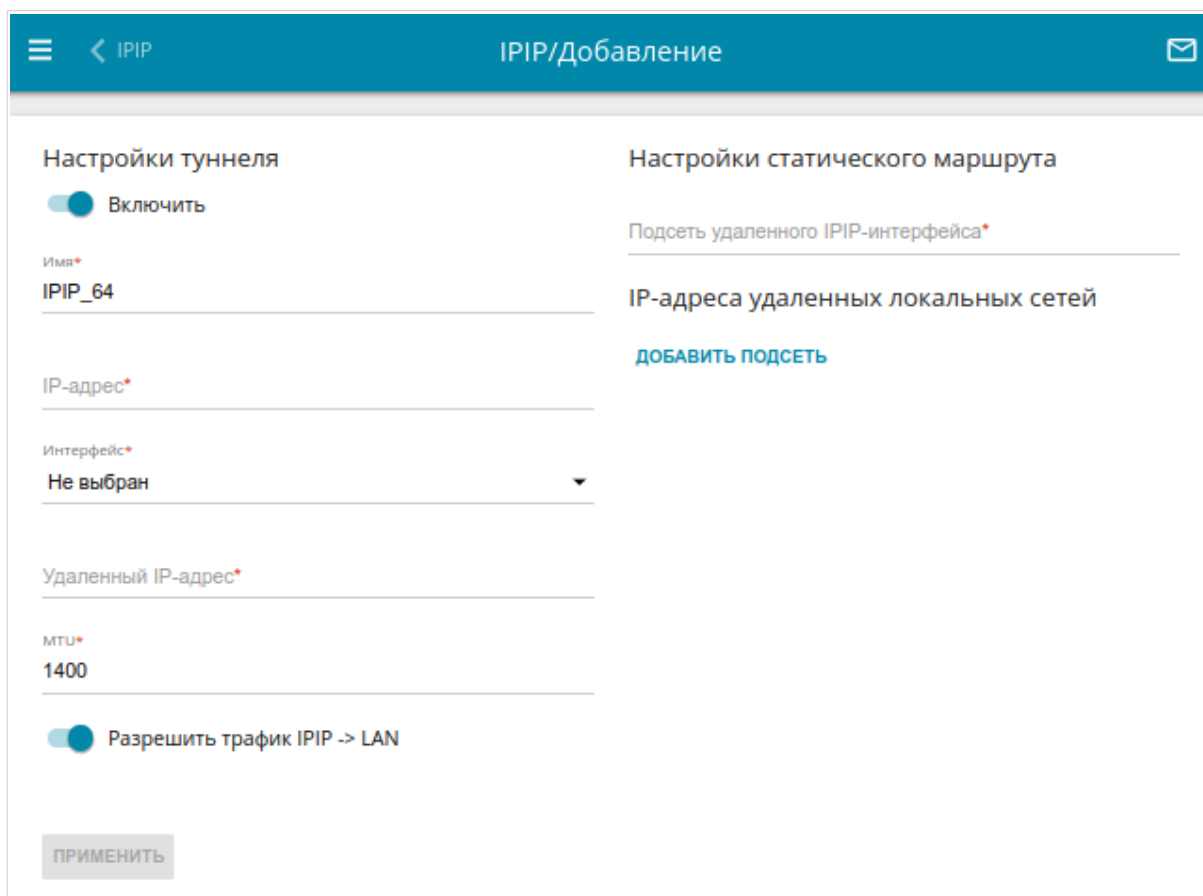 IPIP
IPIP/Добавление
Настройки туннеля
Включить
Имя*
IPIP_64
IP-адрес*
Интерфейс*
Не выбран
Удаленный IP-адрес*
MTU*
1400
Разрешить трафик IPIP -> LAN
ПРИМЕНИТЬ
Настройки статического маршрута
Подсеть удаленного IPIP-интерфейса*
IP-адреса удаленных локальных сетей
ДОБАВИТЬ ПОДСЕТЬ